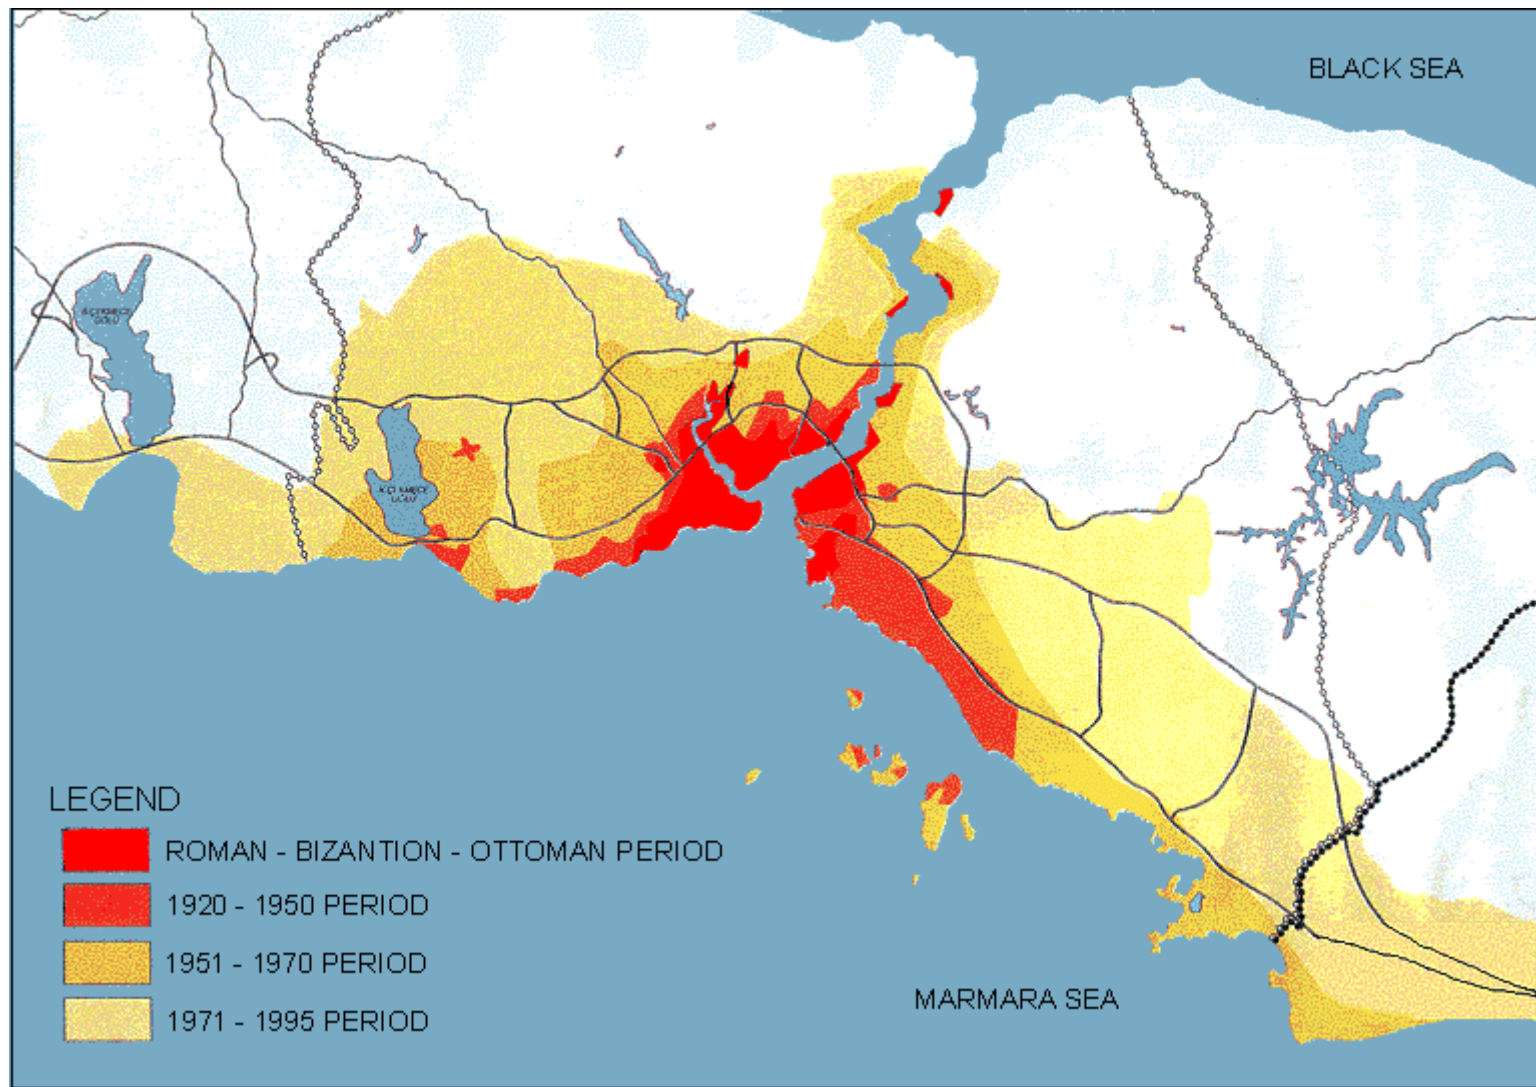 BLACK SEA
LEGEND
ROMAN - BIZANTION - OTTOMAN PERIOD
1920 - 1950 PERIOD
1951 - 1970 PERIOD
1971 - 1995 PERIOD
MARMARA SEA